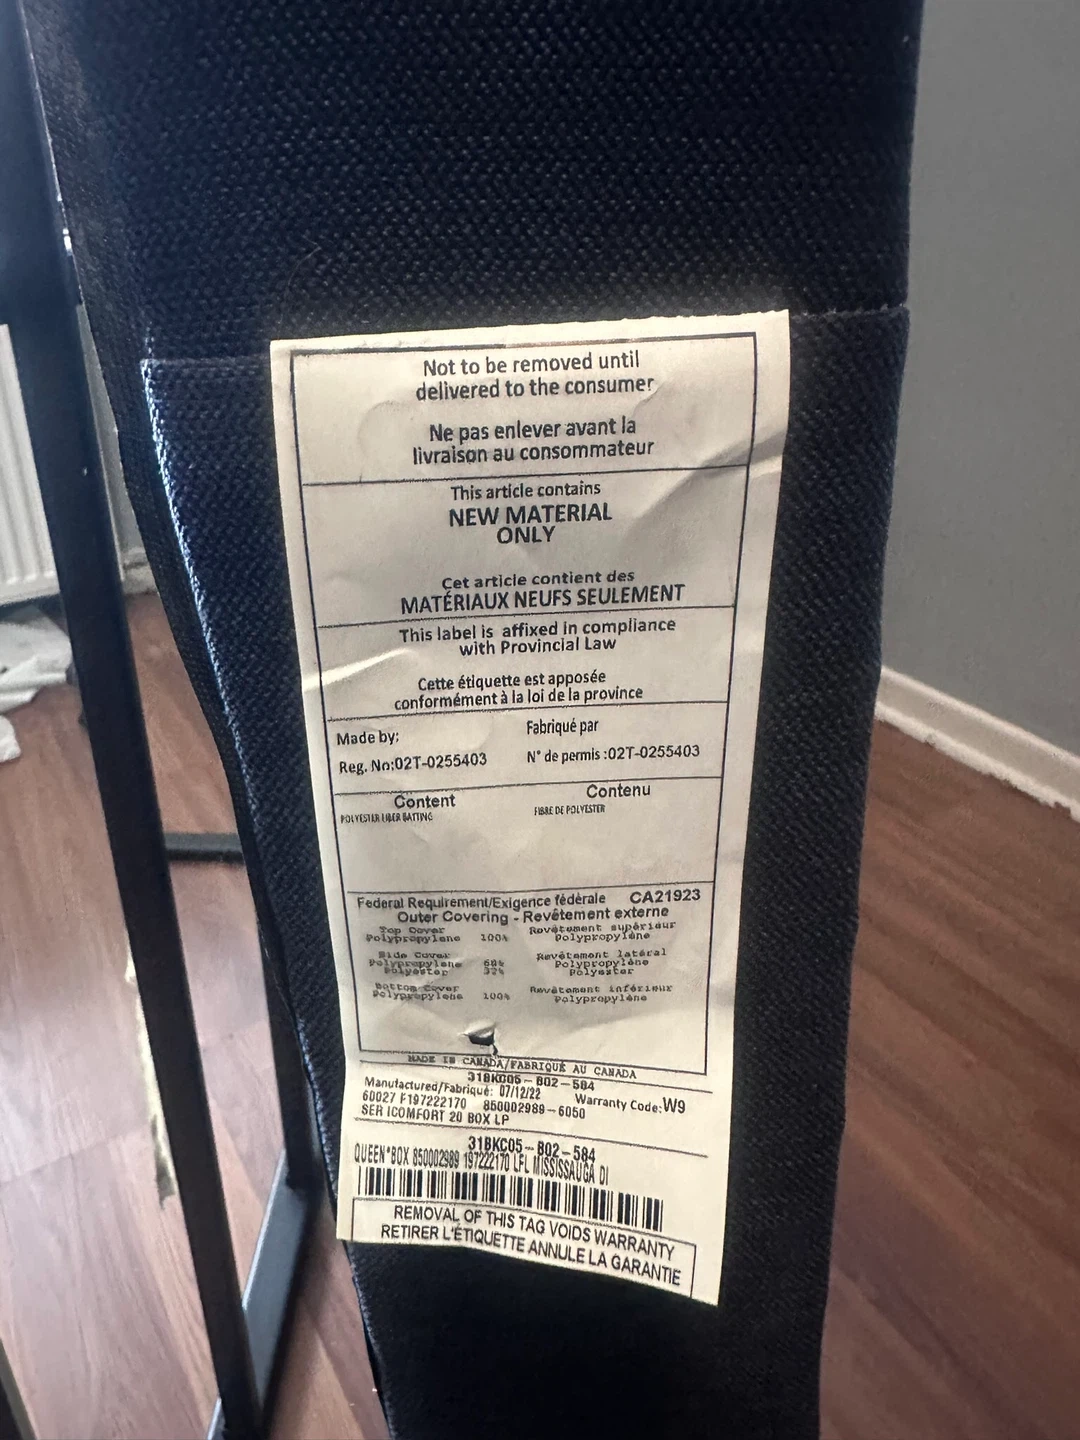 Not to be removed until
delivered to the consumer
Ne pas enlever avant la
livraison au consommateur
This article contains
NEW MATERIAL
ONLY
Cet article contient des
MATÉRIAUX NEUFS SEULEMENT
This label is affixed in compliance
with Provincial Law
Cette étiquette est apposée
conformément à la loi de la province
Made by: Fabriqué par
Reg. No:02T-0255403 N° de permis :02T-0255403
Content Contenu
POLYESTER BATTING FIBRE DE POLYESTER
Federal Requirement/Exigence fédérale CA21923
Outer Covering - Revêtement externe
Top Cover Revêtement supérieur
Polypropylene 100% Polypropylène
Side Cover Revêtement latéral
Polypropylene 68% Polypropylène
Polyester 32% Polyester
Bottom Cover Revêtement inférieur
Polypropylene 100% Polypropylène
MADE IN CANADA/FABRIQUÉ AU CANADA
31BKC05-B02-584
Manufactured/Fabriqué: 07/12/22 Warranty Code:W9
60027 F197222170 850002989-6050
SER ICOMFORT 20 BOX LP
31BKC05-B02-584
QUEEN*BOX 850002989 197222170 LFL MISSISSAUGA DI
REMOVAL OF THIS TAG VOIDS WARRANTY
RETIRER L'ÉTIQUETTE ANNULE LA GARANTIE